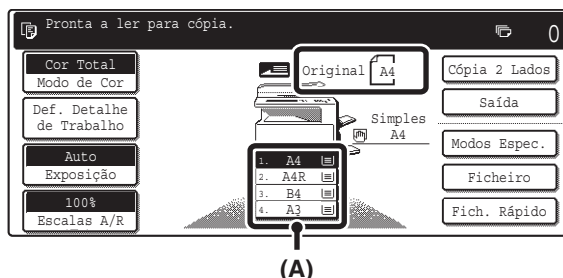 Pronta a ler para cópia.
0
Cor Total
Modo de Cor
Def. Detalhe
de Trabalho
Auto
Exposição
100%
Escalas A/R
Original A4
Simples
A4
1. A4
2. A4R
3. B4
4. A3
Cópia 2 Lados
Saída
Modos Espec.
Ficheiro
Fich. Rápido
(A)